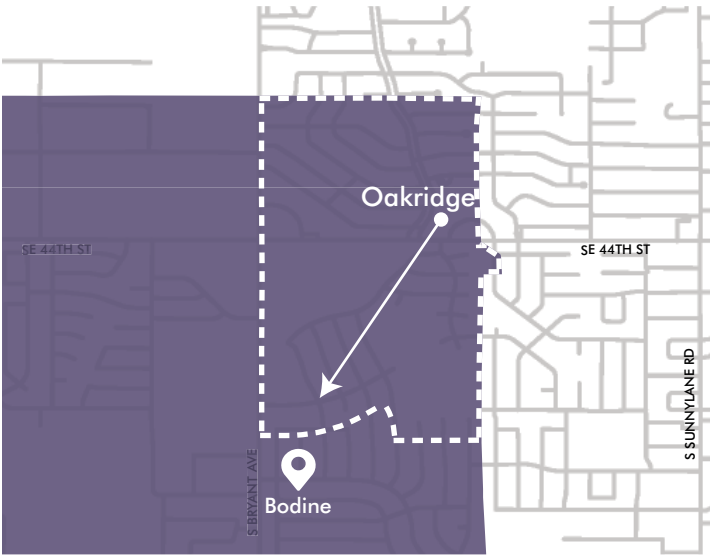 Oakridge
SE 44TH ST
SE 44TH ST
S SUNNYLANE RD
S BRYANT AVE
Bodine